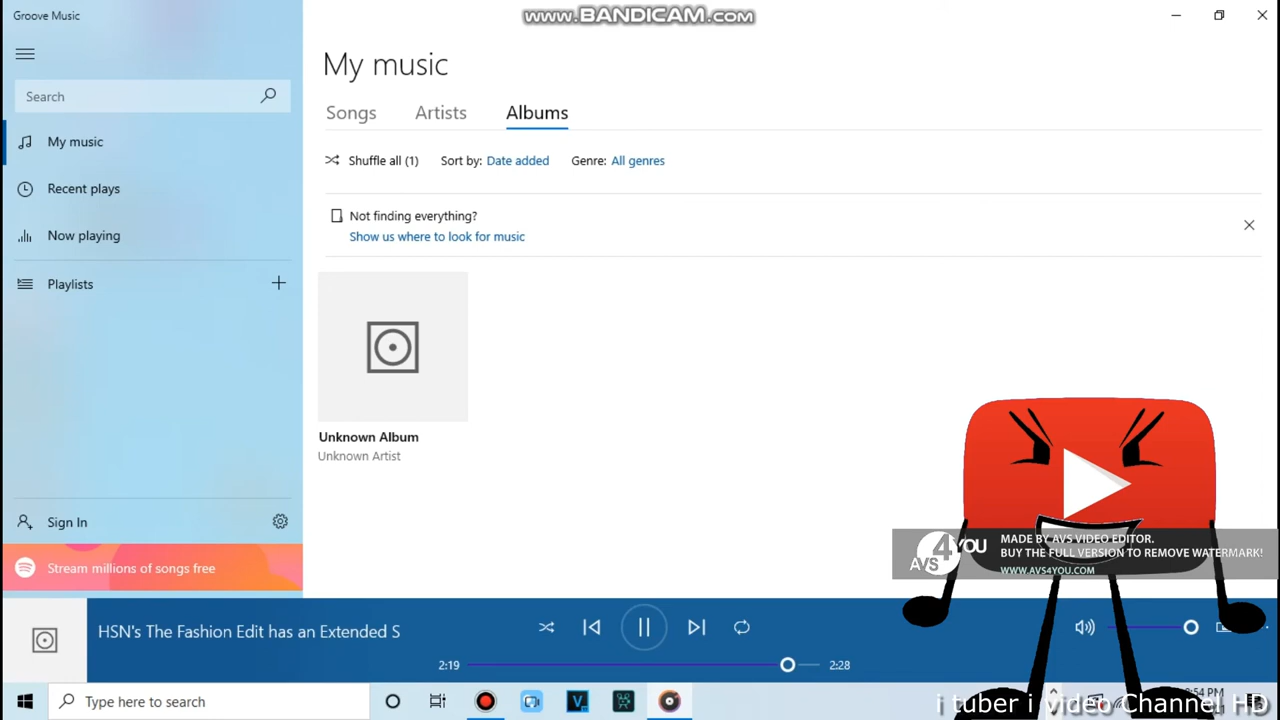 Groove Music
www.BANDICAM.com
My music
Search
Songs Artists Albums
My music
Shuffle all (1) Sort by: Date added Genre: All genres
Recent plays
Not finding everything?
Show us where to look for music
Now playing
Playlists
Unknown Album
Unknown Artist
Sign In
Stream millions of songs free
AVS4YOU
MADE BY AVS VIDEO EDITOR.
BUY THE FULL VERSION TO REMOVE WATERMARK!
WWW.AVS4YOU.COM
HSN's The Fashion Edit has an Extended S
2:19 2:28
Type here to search
i tuber i video Channel HD